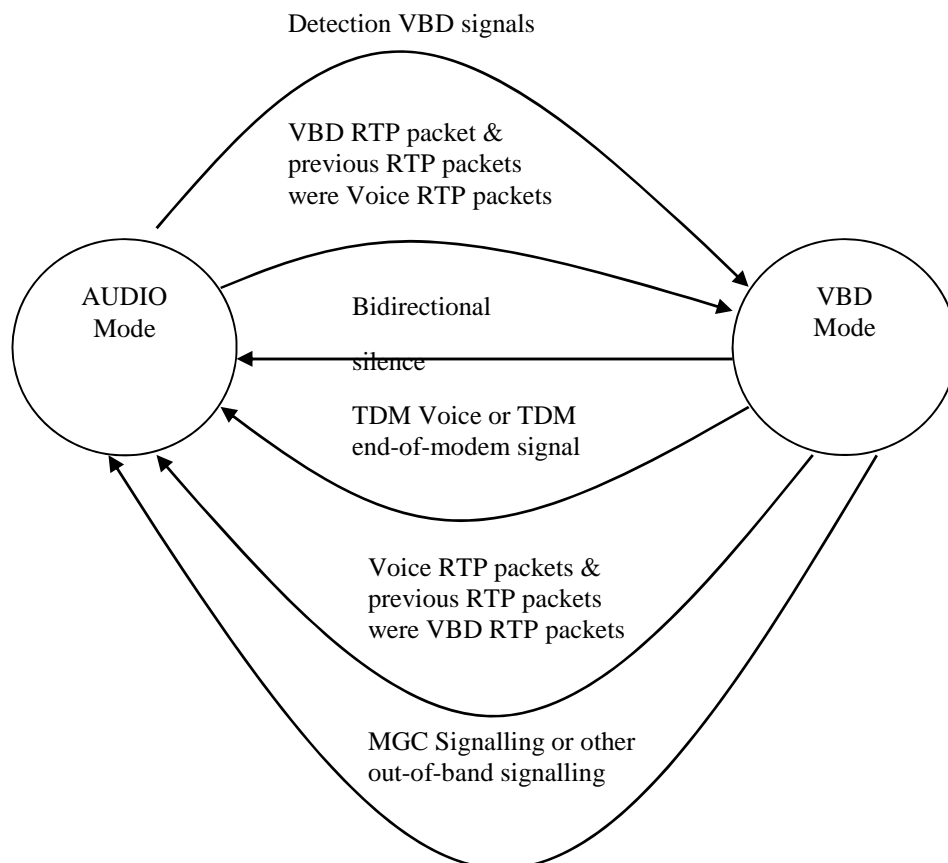 Detection VBD signals
VBD RTP packet &
previous RTP packets
were Voice RTP packets
AUDIO
Mode
Bidirectional
silence
VBD
Mode
TDM Voice or TDM
end-of-modem signal
Voice RTP packets &
previous RTP packets
were VBD RTP packets
MGC Signalling or other
out-of-band signalling